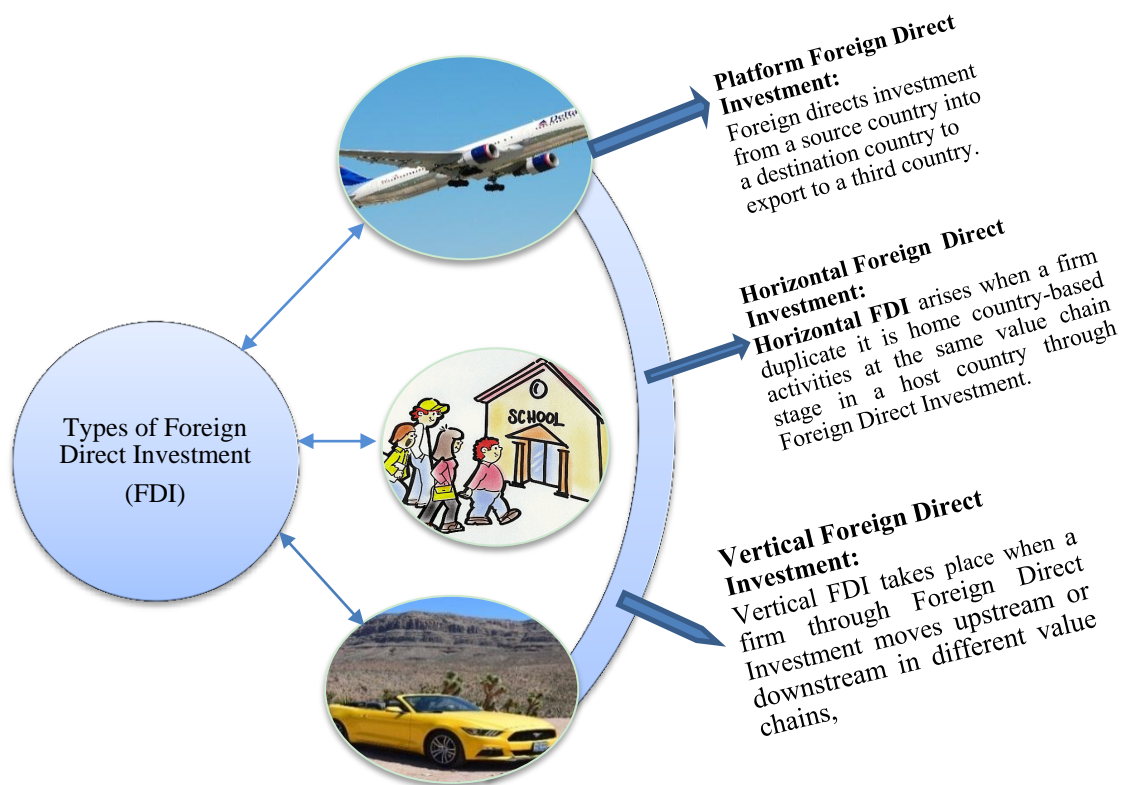 Types of Foreign
Direct Investment
(FDI)
Delta
SCHOOL
Platform Foreign Direct
Investment:
Foreign directs investment
from a source country into
a destination country to
export to a third country.
Horizontal Foreign Direct
Investment:
Horizontal FDI arises when a firm
duplicate it is home country-based
activities at the same value chain
stage in a host country through
Foreign Direct Investment.
Vertical Foreign Direct
Investment:
Vertical FDI takes place when a
firm through Foreign Direct
Investment moves upstream or
downstream in different value
chains,